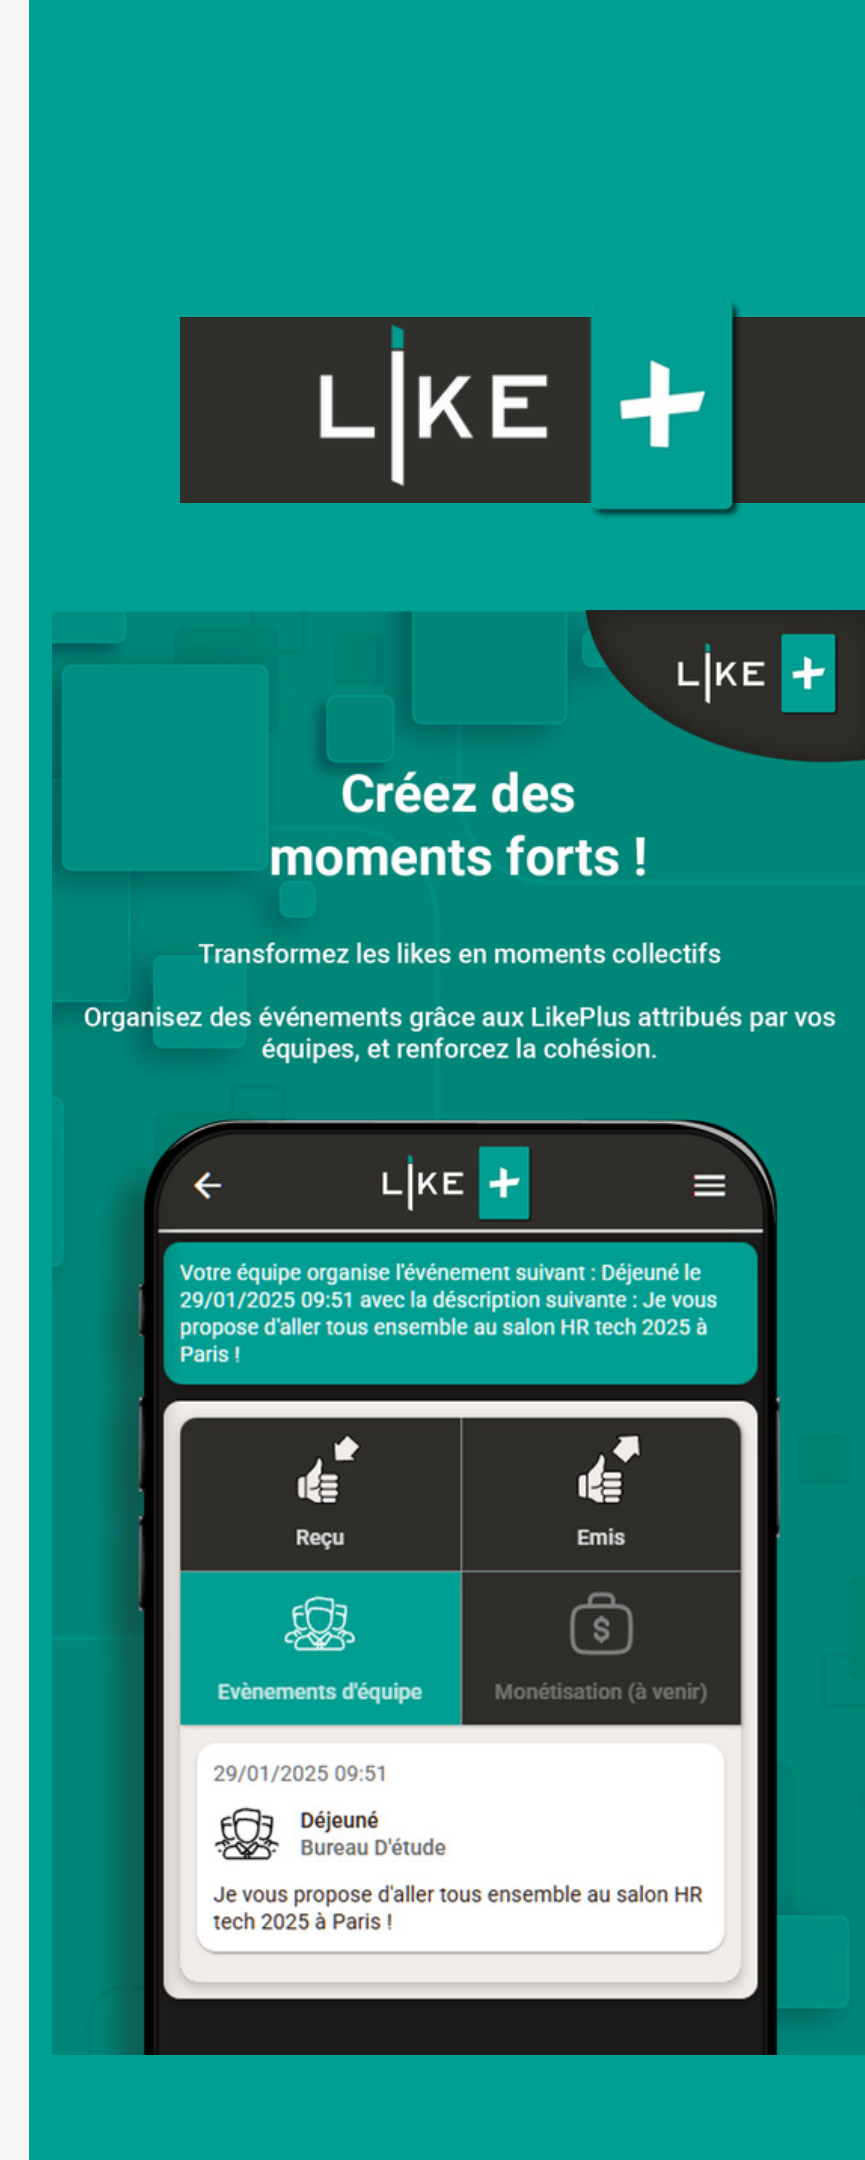 LIKE +
LIKE +
Créez des
moments forts !
Transformez les likes en moments collectifs
Organisez des événements grâce aux LikePlus attribués par vos
équipes, et renforcez la cohésion.
LIKE +
Votre équipe organise l'événement suivant : Déjeuné le
29/01/2025 09:51 avec la déscription suivante : Je vous
propose d'aller tous ensemble au salon HR tech 2025 à
Paris !
Reçu
Emis
Evènements d'équipe
Monétisation (à venir)
29/01/2025 09:51
Déjeuné
Bureau D'étude
Je vous propose d'aller tous ensemble au salon HR
tech 2025 à Paris !